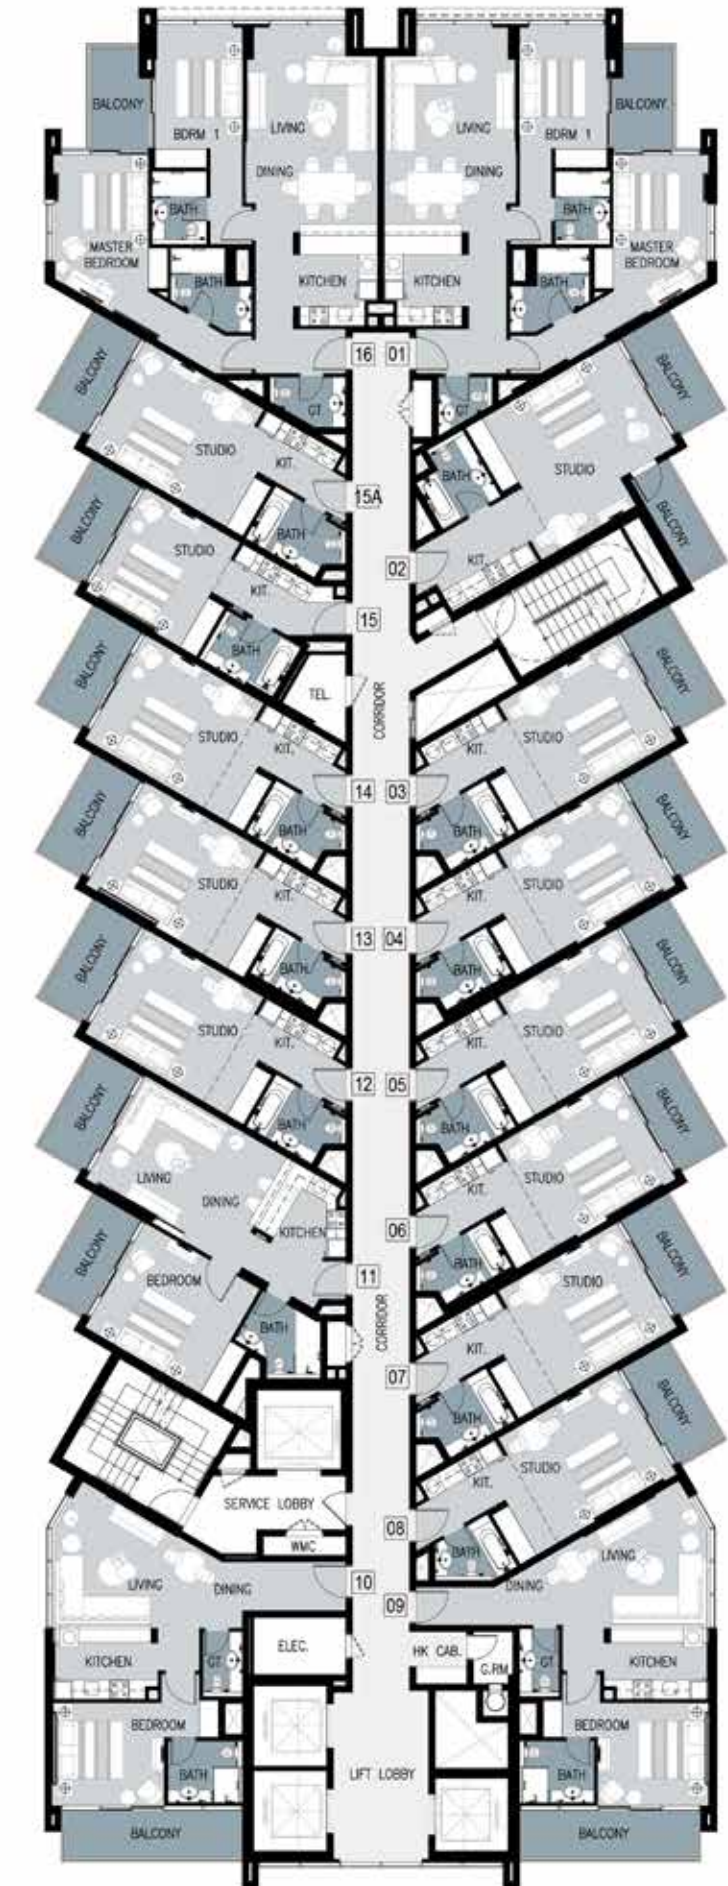 BALCONY
BDRM 1
LIVING
DINING
BATH
MASTER
BEDROOM
BATH
KITCHEN
GT
LIVING
DINING
BDRM 1
BALCONY
BATH
MASTER
BEDROOM
BATH
KITCHEN
GT
16
01
BALCONY
STUDIO
KIT.
BATH
15A
BALCONY
STUDIO
BATH
KIT.
02
BALCONY
BALCONY
STUDIO
KIT.
BATH
15
TEL.
CORRIDOR
BALCONY
STUDIO
KIT.
BATH
14
03
KIT.
STUDIO
BATH
BALCONY
BALCONY
STUDIO
KIT.
BATH
13
04
KIT.
STUDIO
BATH
BALCONY
BALCONY
STUDIO
KIT.
BATH
12
05
KIT.
STUDIO
BATH
BALCONY
BALCONY
LIVING
DINING
KITCHEN
BALCONY
BEDROOM
BATH
11
06
KIT.
STUDIO
BATH
BALCONY
CORRIDOR
07
KIT.
STUDIO
BATH
BALCONY
08
KIT.
STUDIO
BATH
BALCONY
SERVICE LOBBY
WMC
10
LIVING
DINING
KITCHEN
GT
BEDROOM
BATH
BALCONY
ELEC.
09
DINING
LIVING
HK CAB.
G.RM
GT
KITCHEN
BEDROOM
BATH
BALCONY
LIFT LOBBY